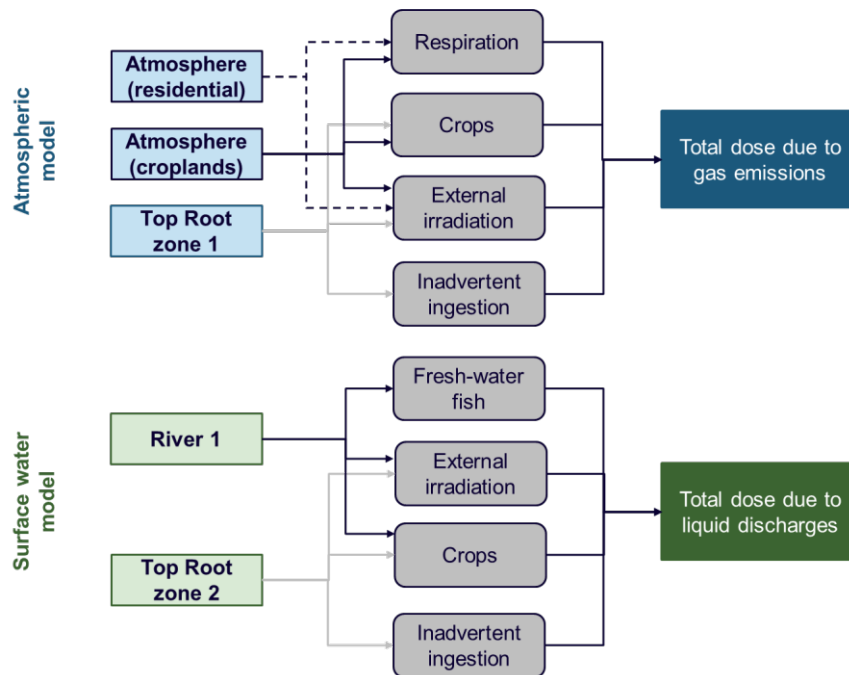 Atmospheric
model
Atmosphere
(residential)
Atmosphere
(croplands)
Top Root
zone 1
Respiration
Crops
External
irradiation
Inadvertent
ingestion
Total dose due to
gas emissions
Surface water
model
River 1
Top Root
zone 2
Fresh-water
fish
External
irradiation
Crops
Inadvertent
ingestion
Total dose due to
liquid discharges